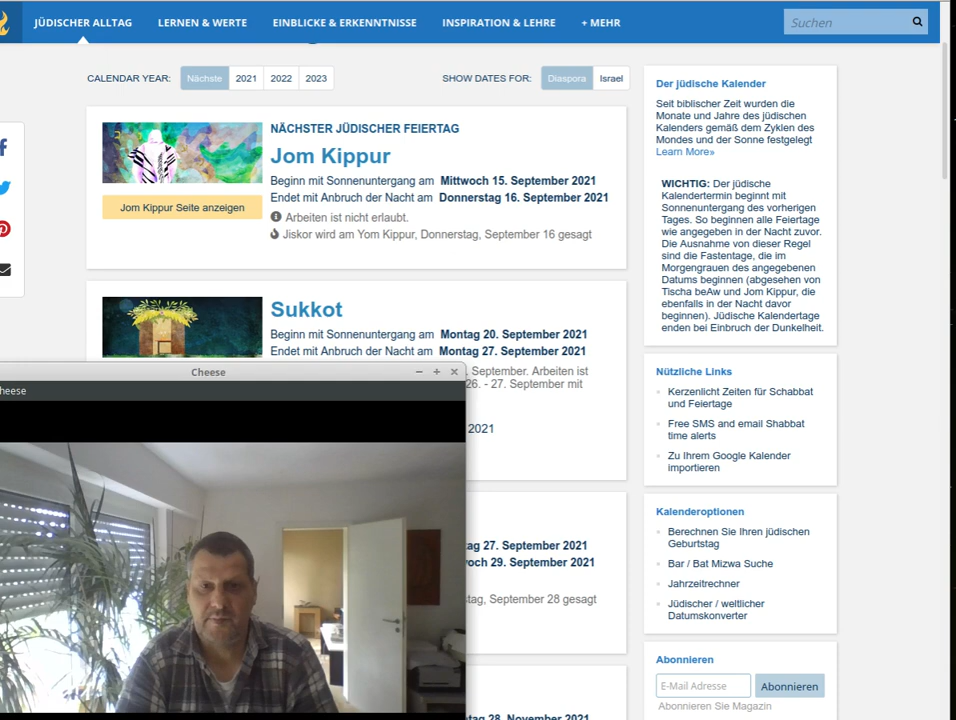 JÜDISCHER ALLTAG LERNEN & WERTE EINBLICKE & ERKENNTNISSE INSPIRATION & LEHRE + MEHR Suchen
CALENDAR YEAR: Nächste 2021 2022 2023 SHOW DATES FOR: Diaspora Israel
NÄCHSTER JÜDISCHER FEIERTAG
Jom Kippur
Beginn mit Sonnenuntergang am Mittwoch 15. September 2021
Endet mit Anbruch der Nacht am Donnerstag 16. September 2021
Jom Kippur Seite anzeigen
Arbeiten ist nicht erlaubt.
Jiskor wird am Yom Kippur, Donnerstag, September 16 gesagt
Sukkot
Beginn mit Sonnenuntergang am Montag 20. September 2021
Endet mit Anbruch der Nacht am Montag 27. September 2021
. September. Arbeiten ist
26. - 27. September mit
2021
Cheese
heese
ag 27. September 2021
och 29. September 2021
tag, September 28 gesagt
tag 28. November 2021
Der jüdische Kalender
Seit biblischer Zeit wurden die
Monate und Jahre des jüdischen
Kalenders gemäß dem Zyklen des
Mondes und der Sonne festgelegt
Learn More»
WICHTIG: Der jüdische
Kalendertermin beginnt mit
Sonnenuntergang des vorherigen
Tages. So beginnen alle Feiertage
wie angegeben in der Nacht zuvor.
Die Ausnahme von dieser Regel
sind die Fastentage, die im
Morgengrauen des angegebenen
Datums beginnen (abgesehen von
Tischa beAw und Jom Kippur, die
ebenfalls in der Nacht davor
beginnen). Jüdische Kalendertage
enden bei Einbruch der Dunkelheit.
Nützliche Links
Kerzenlicht Zeiten für Schabbat
und Feiertage
Free SMS and email Shabbat
time alerts
Zu Ihrem Google Kalender
importieren
Kalenderoptionen
Berechnen Sie Ihren jüdischen
Geburtstag
Bar / Bat Mizwa Suche
Jahrzeitrechner
Jüdischer / weltlicher
Datumskonverter
Abonnieren
E-Mail Adresse Abonnieren
Abonnieren Sie Magazin